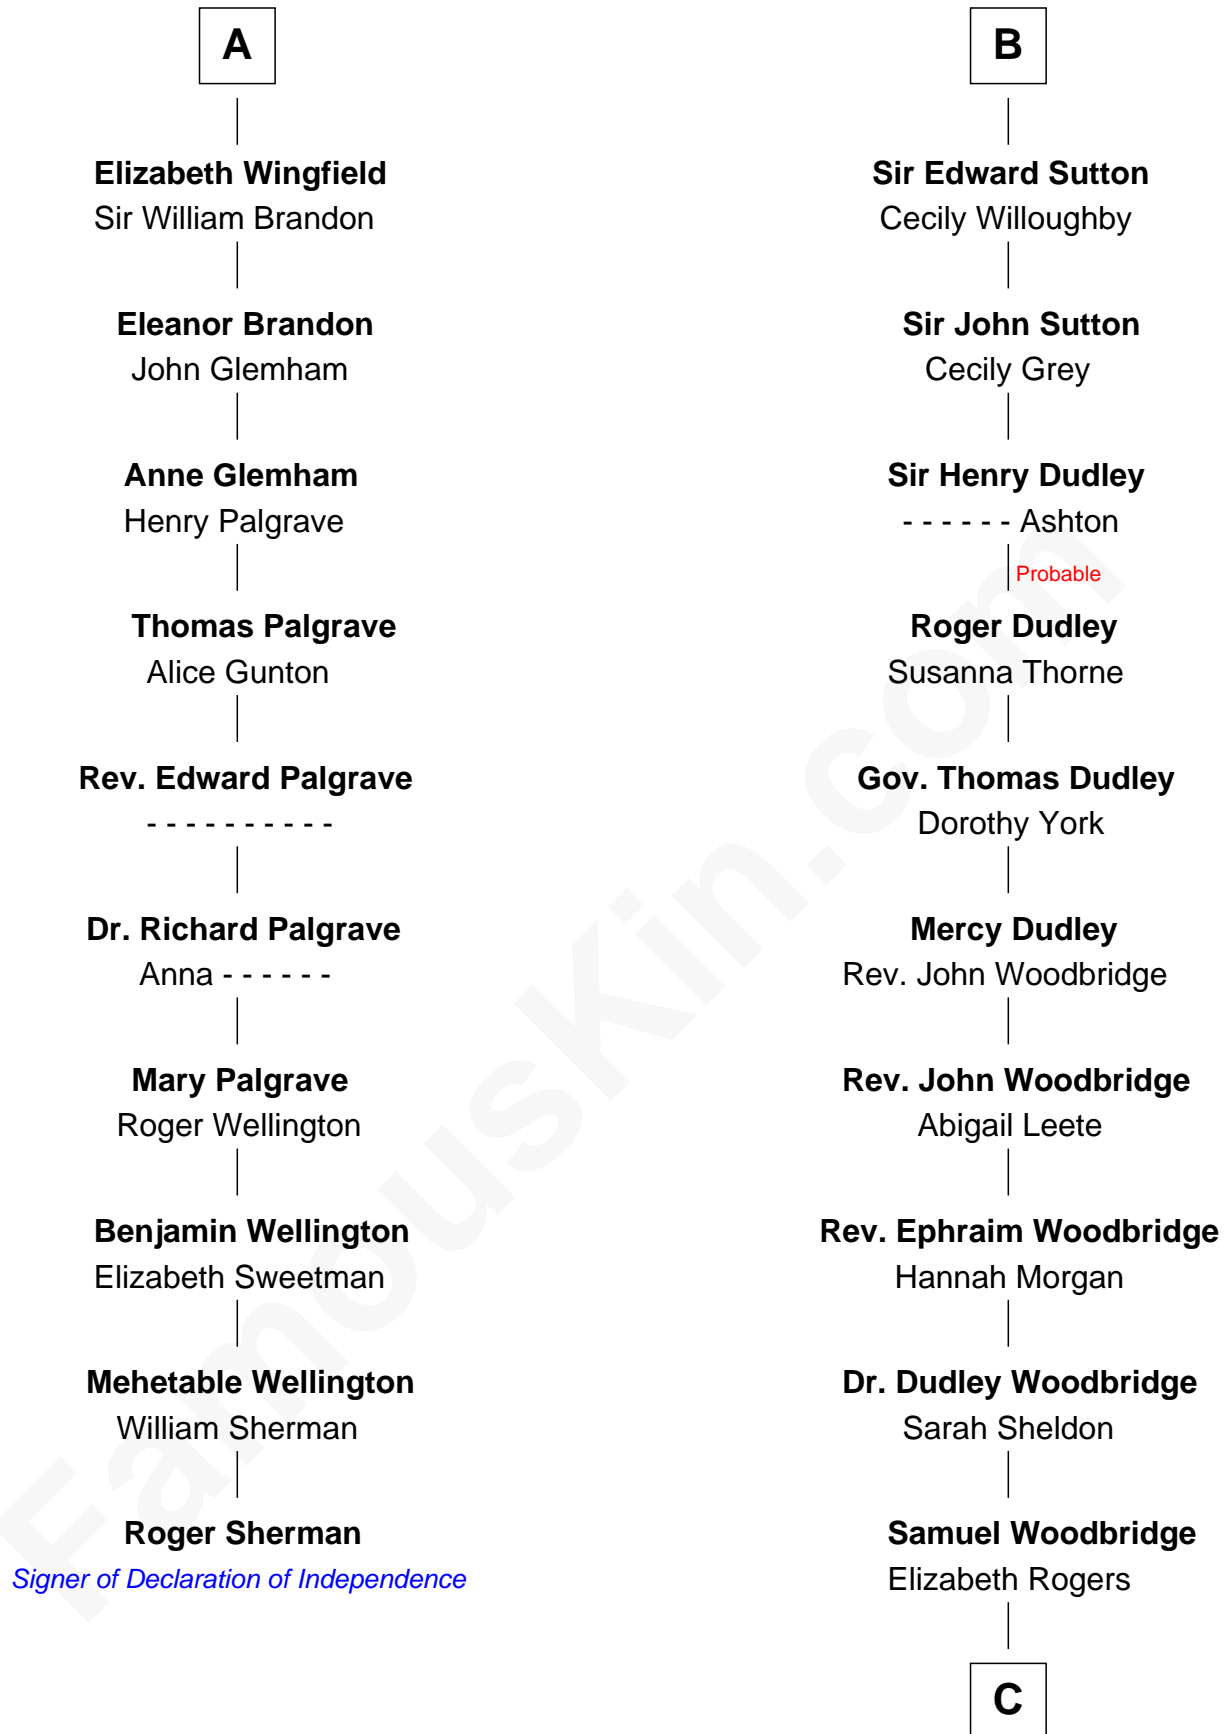 A
Elizabeth Wingfield
Sir William Brandon
Eleanor Brandon
John Glemham
Anne Glemham
Henry Palgrave
Thomas Palgrave
Alice Gunton
Rev. Edward Palgrave
- - - - - - - - - -
Dr. Richard Palgrave
Anna - - - - - -
Mary Palgrave
Roger Wellington
Benjamin Wellington
Elizabeth Sweetman
Mehetable Wellington
William Sherman
Roger Sherman
Signer of Declaration of Independence
B
Sir Edward Sutton
Cecily Willoughby
Sir John Sutton
Cecily Grey
Sir Henry Dudley
- - - - - - Ashton
Probable
Roger Dudley
Susanna Thorne
Gov. Thomas Dudley
Dorothy York
Mercy Dudley
Rev. John Woodbridge
Rev. John Woodbridge
Abigail Leete
Rev. Ephraim Woodbridge
Hannah Morgan
Dr. Dudley Woodbridge
Sarah Sheldon
Samuel Woodbridge
Elizabeth Rogers
C
FamousKin.com